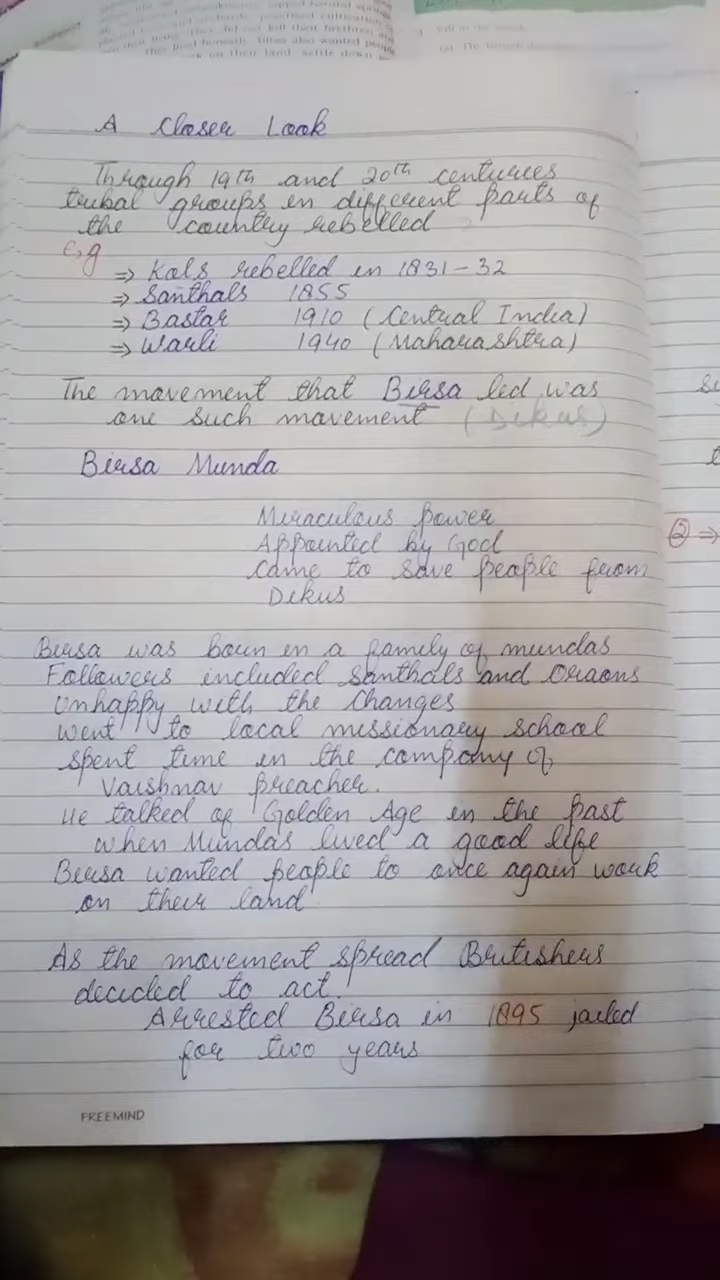 A Closer Look
Through 19th and 20th centuries
tribal groups in different parts of
the country rebelled
e,g
⇒ Kols rebelled in 1831-32
⇒ Santhals 1855
⇒ Bastar 1910 (Central India)
⇒ Warli 1940 (Maharashtra)
The movement that Birsa led was
one such movement (Dikus)
Birsa Munda
Miraculous power
Appointed by God
Came to save people from
Dikus
Birsa was born in a family of mundas
Followers included Santhals and Oraons
Unhappy with the Changes
Went to local missionary school
spent time in the company of
Vaishnav preacher.
He talked of Golden Age in the Past
when Mundas lived a good life
Birsa wanted people to once again work
on their land
As the movement spread Britishers
decided to act.
Arrested Birsa in 1895 jailed
for two years
FREEMIND
② ⇒